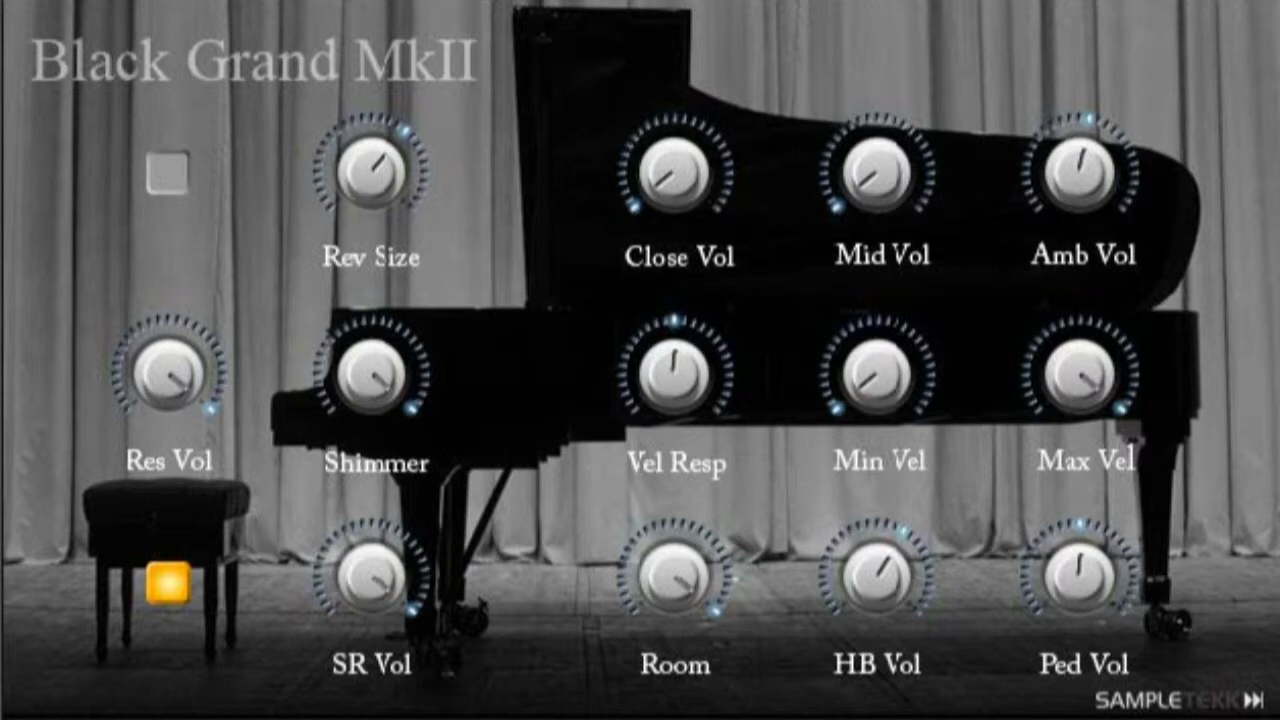 Black Grand MkII
Rev Size
Close Vol
Mid Vol
Amb Vol
Res Vol
Shimmer
Vel Resp
Min Vel
Max Vel
SR Vol
Room
HB Vol
Ped Vol
SAMPLETEKK